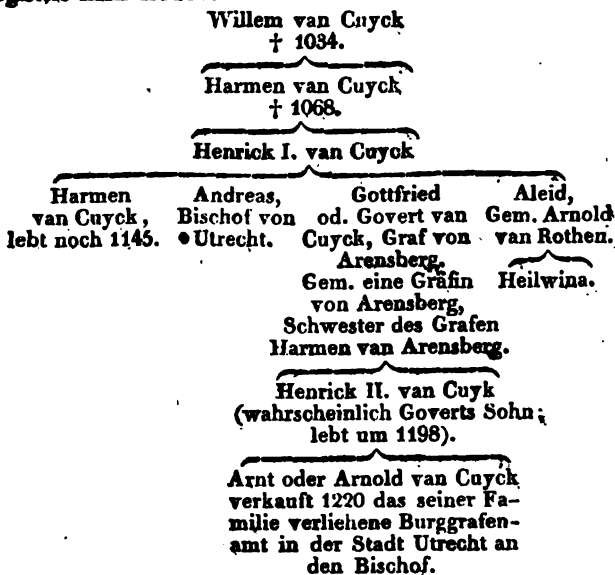 Willem van Cuyck
† 1034.
Harmen van Cuyck
† 1068.
Henrick I. van Cuyck
Harmen
van Cuyck,
lebt noch 1145.
Andreas,
Bischof von
Utrecht.
Gottfried
od. Govert van
Cuyck, Graf von
Arensberg.
Gem. eine Gräfin
von Arensberg,
Schwester des Grafen
Harmen van Arensberg.
Aleid,
Gem. Arnold
van Rothen.
Heilwina.
Henrick II. van Cuyk
(wahrscheinlich Goverts Sohn;
lebt um 1198).
Arnt oder Arnold van Cuyck
verkauft 1220 das seiner Fa-
milie verliehene Burggrafen-
amt in der Stadt Utrecht an
den Bischof.